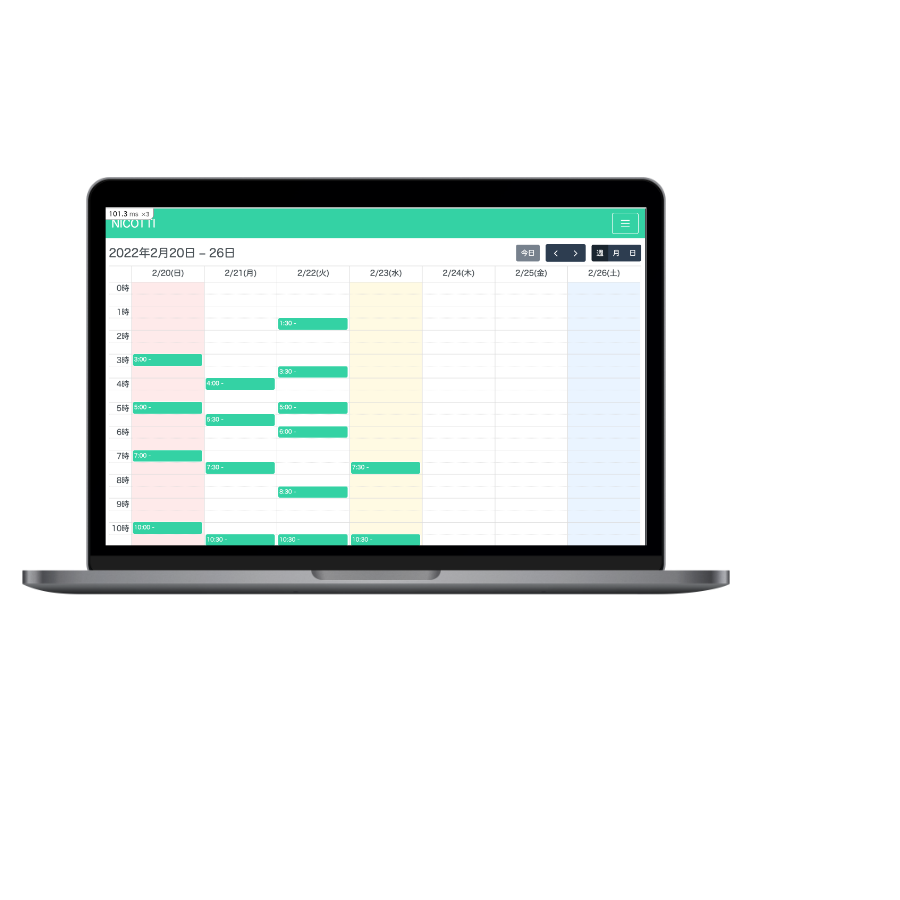 101.3 ms ×3
NICOTTI
2022年2月20日 – 26日
今日 週 月 日
2/20(日) 2/21(月) 2/22(火) 2/23(水) 2/24(木) 2/25(金) 2/26(土)
0時
1時
1:30 -
2時
3時
3:00 -
3:30 -
4時
4:00 -
5時
5:00 - 5:00 -
5:30 -
6時
6:00 -
7時
7:00 -
7:30 - 7:30 -
8時
8:30 -
9時
10時
10:00 -
10:30 - 10:30 - 10:30 -